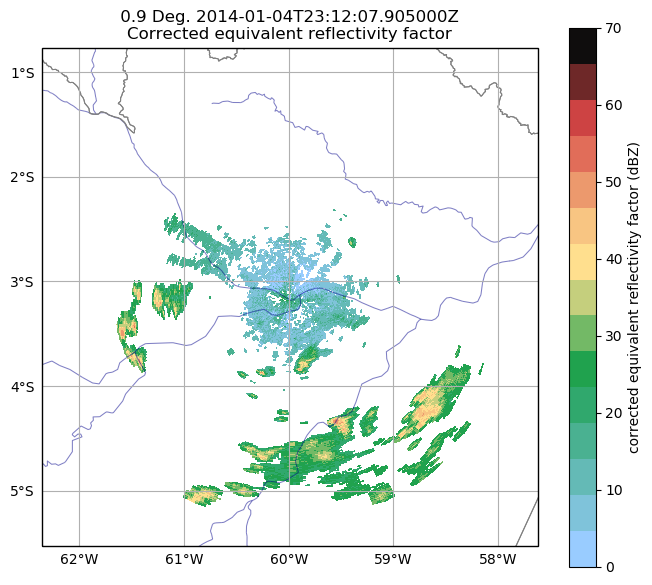 0.9 Deg. 2014-01-04T23:12:07.905000Z
Corrected equivalent reflectivity factor
1°S
2°S
3°S
4°S
5°S
62°W 61°W 60°W 59°W 58°W
70
60
50
40
30
20
10
0
corrected equivalent reflectivity factor (dBZ)